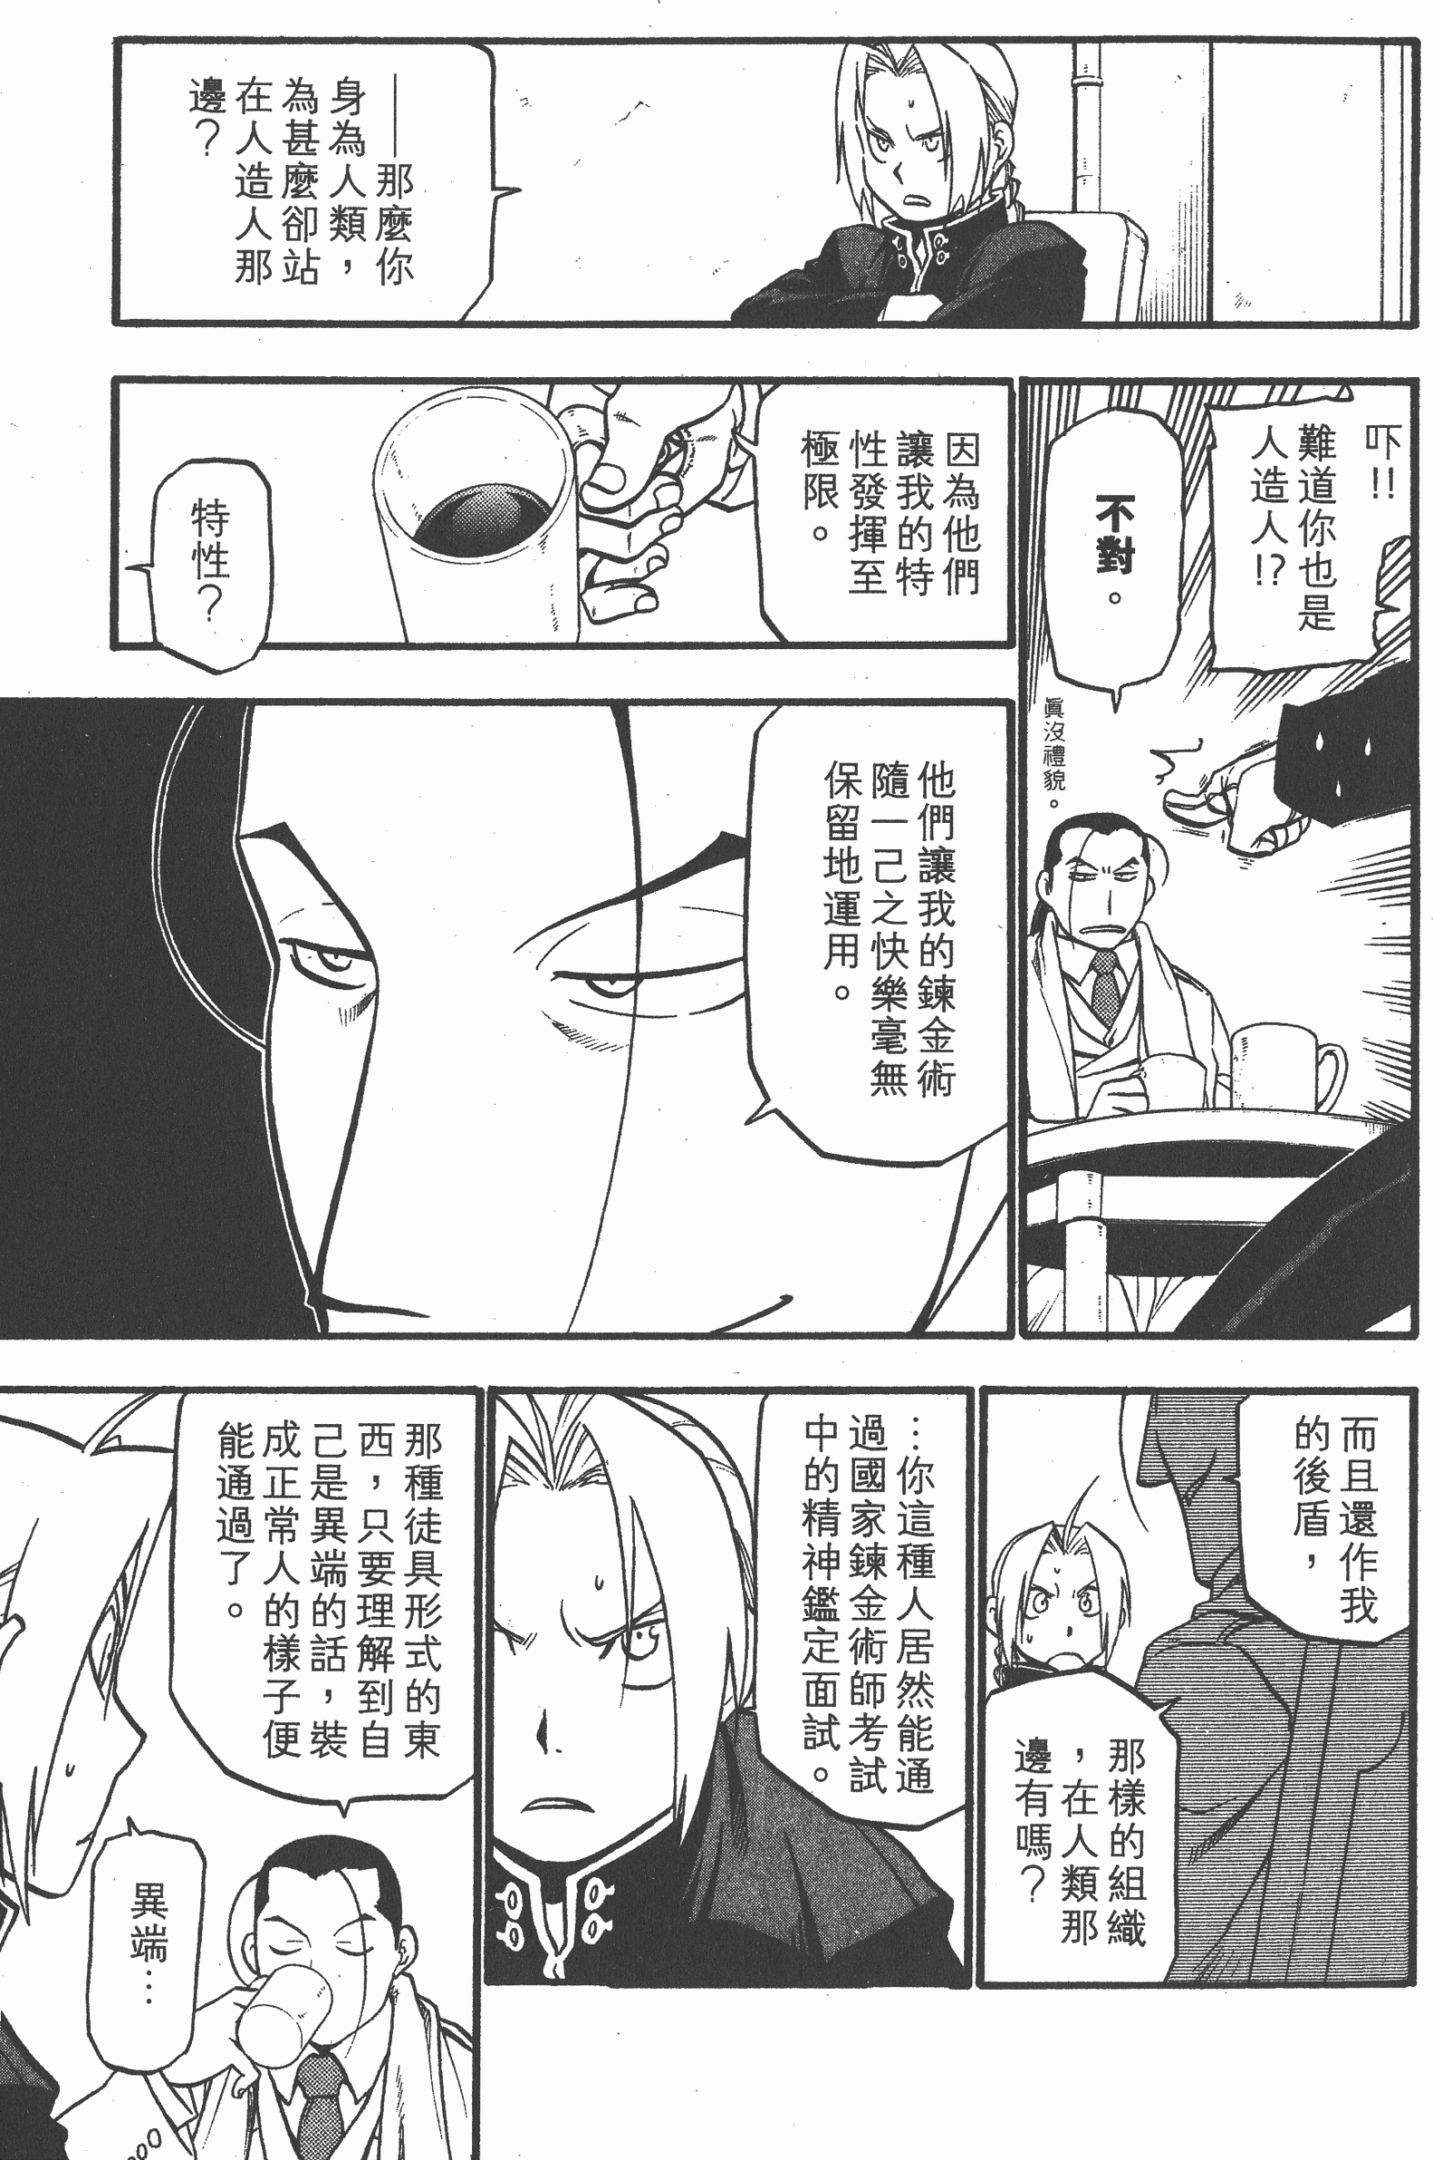 ——那麼你
身為人類，
為甚麼卻站
在人造人那
邊？
吓!!
難道你也是
人造人!?
不對。
眞沒禮貌。
因為他們
讓我的特
性發揮至
極限。
特性？
他們讓我的鍊金術
隨一己之快樂毫無
保留地運用。
而且還作我
的後盾，
那樣的組織
，在人類那
邊有嗎？
…你這種人居然能通
過國家鍊金術師考試
中的精神鑑定面試。
那種徒具形式的東
西，只要理解到自
己是異端的話，裝
成正常人的樣子便
能通過了。
異端…